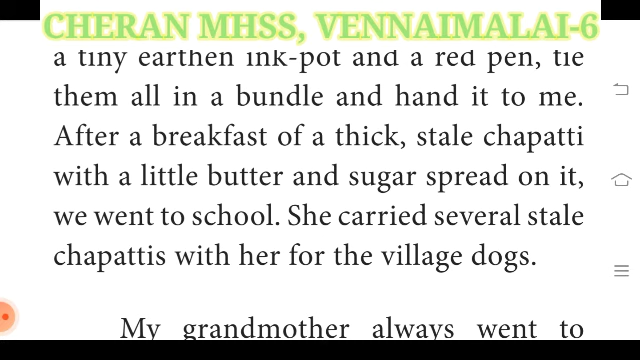 CHERAN MHSS, VENNAIMALAI-6
a tiny earthen ink-pot and a red pen, tie
them all in a bundle and hand it to me.
After a breakfast of a thick, stale chapatti
with a little butter and sugar spread on it,
we went to school. She carried several stale
chapattis with her for the village dogs.
My grandmother always went to